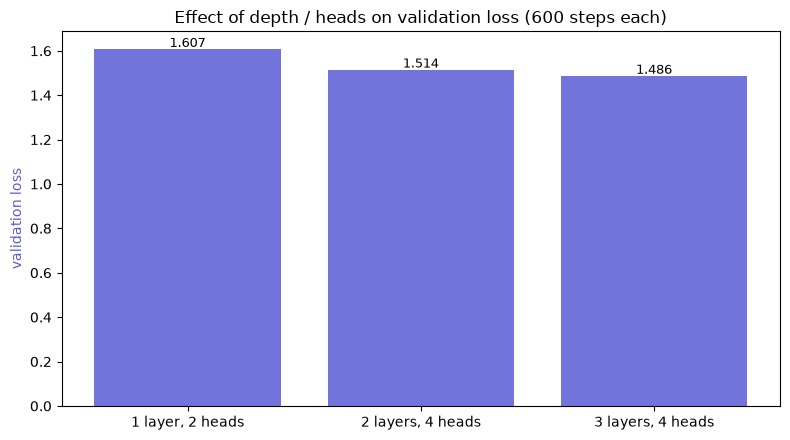 Effect of depth / heads on validation loss (600 steps each)
validation loss
1.6
1.4
1.2
1.0
0.8
0.6
0.4
0.2
0.0
1.607
1.514
1.486
1 layer, 2 heads
2 layers, 4 heads
3 layers, 4 heads